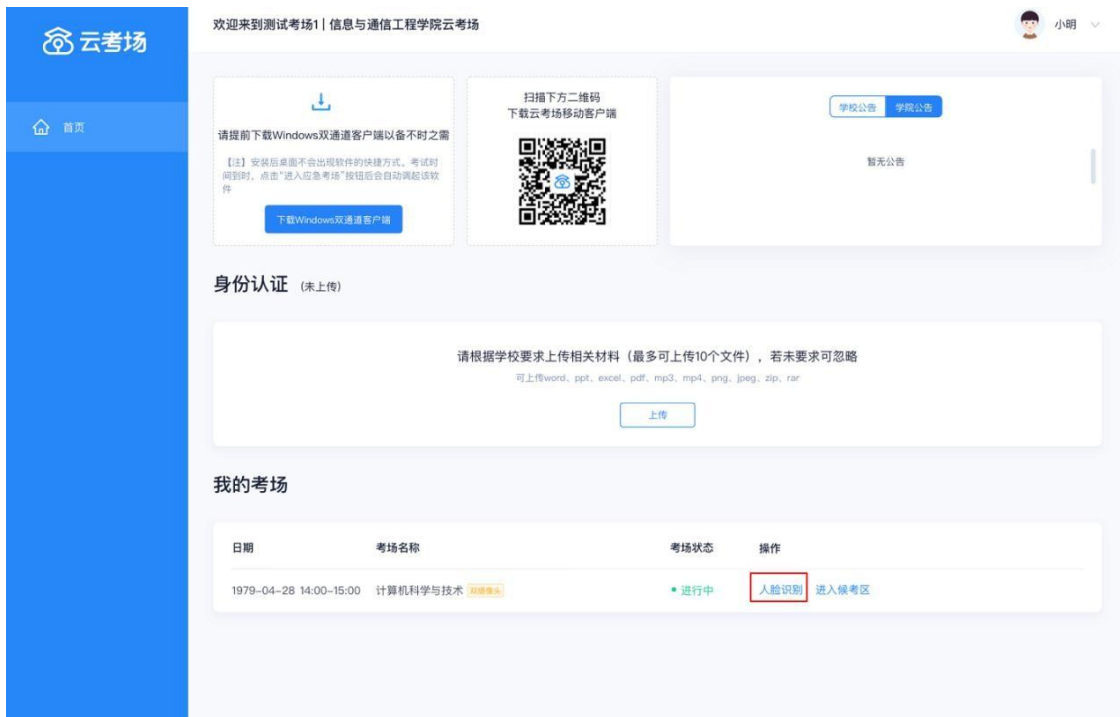 云考场
欢迎来到测试考场1 | 信息与通信工程学院云考场
小明
首页
请提前下载Windows双通道客户端以备不时之需
【注】安装后桌面不会出现软件的快捷方式。考试时
间到时，点击“进入应急考场”按钮后会自动调起该软
件
下载Windows双通道客户端
扫描下方二维码
下载云考场移动客户端
学校公告 学院公告
暂无公告
身份认证 (未上传)
请根据学校要求上传相关材料（最多可上传10个文件），若未要求可忽略
可上传word、ppt、excel、pdf、mp3、mp4、png、jpeg、zip、rar
上传
我的考场
日期 考场名称 考场状态 操作
1979-04-28 14:00-15:00 计算机科学与技术 双摄像头 进行中 人脸识别 进入候考区